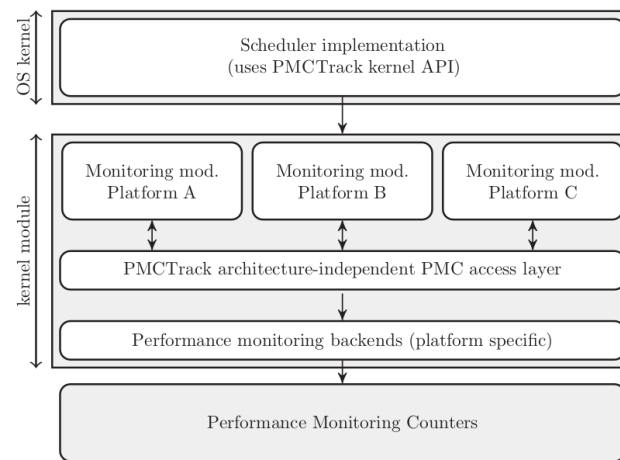 OS kernel
Scheduler implementation
(uses PMCTrack kernel API)
kernel module
Monitoring mod.
Platform A
Monitoring mod.
Platform B
Monitoring mod.
Platform C
PMCTrack architecture-independent PMC access layer
Performance monitoring backends (platform specific)
Performance Monitoring Counters